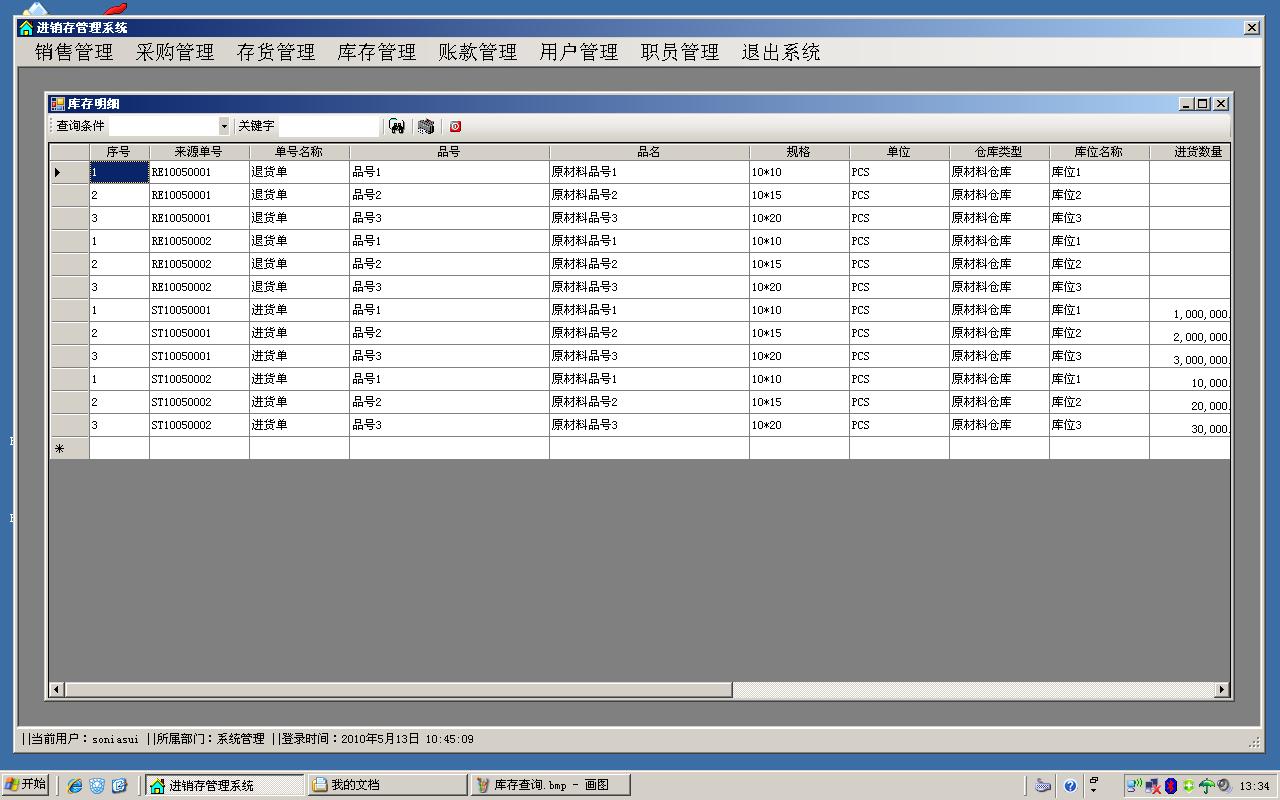 进销存管理系统
销售管理 采购管理 存货管理 库存管理 账款管理 用户管理 职员管理 退出系统
库存明细
查询条件 关键字
序号 来源单号 单号名称 品号 品名 规格 单位 仓库类型 库位名称 进货数量
1 RE10050001 退货单 品号1 原材料品号1 10*10 PCS 原材料仓库 库位1
2 RE10050001 退货单 品号2 原材料品号2 10*15 PCS 原材料仓库 库位2
3 RE10050001 退货单 品号3 原材料品号3 10*20 PCS 原材料仓库 库位3
1 RE10050002 退货单 品号1 原材料品号1 10*10 PCS 原材料仓库 库位1
2 RE10050002 退货单 品号2 原材料品号2 10*15 PCS 原材料仓库 库位2
3 RE10050002 退货单 品号3 原材料品号3 10*20 PCS 原材料仓库 库位3
1 ST10050001 进货单 品号1 原材料品号1 10*10 PCS 原材料仓库 库位1 1,000,000.
2 ST10050001 进货单 品号2 原材料品号2 10*15 PCS 原材料仓库 库位2 2,000,000.
3 ST10050001 进货单 品号3 原材料品号3 10*20 PCS 原材料仓库 库位3 3,000,000.
1 ST10050002 进货单 品号1 原材料品号1 10*10 PCS 原材料仓库 库位1 10,000.
2 ST10050002 进货单 品号2 原材料品号2 10*15 PCS 原材料仓库 库位2 20,000.
3 ST10050002 进货单 品号3 原材料品号3 10*20 PCS 原材料仓库 库位3 30,000.
||当前用户：soniasui ||所属部门：系统管理 ||登录时间：2010年5月13日 10:45:09
开始 进销存管理系统 我的文档 库存查询.bmp - 画图 13:34